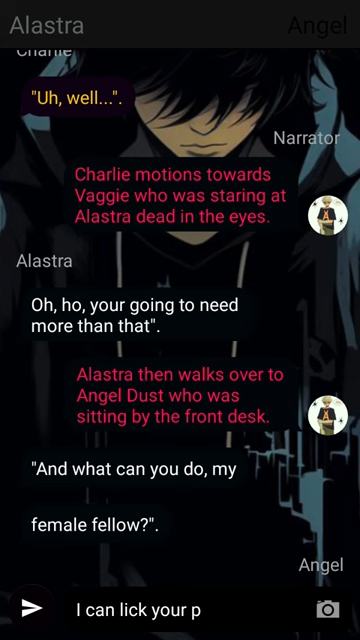 Alastra
Angel
Charlie
"Uh, well...".
Narrator
Charlie motions towards
Vaggie who was staring at
Alastra dead in the eyes.
Alastra
Oh, ho, your going to need
more than that".
Alastra then walks over to
Angel Dust who was
sitting by the front desk.
"And what can you do, my
female fellow?".
Angel
I can lick your p